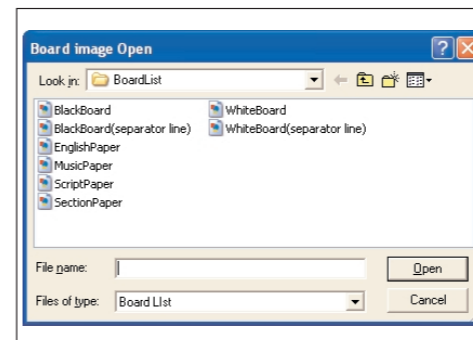 Board image Open
Look in: BoardList
BlackBoard
BlackBoard(separator line)
EnglishPaper
MusicPaper
ScriptPaper
SectionPaper
WhiteBoard
WhiteBoard(separator line)
File name: Open
Files of type: Board LIst Cancel